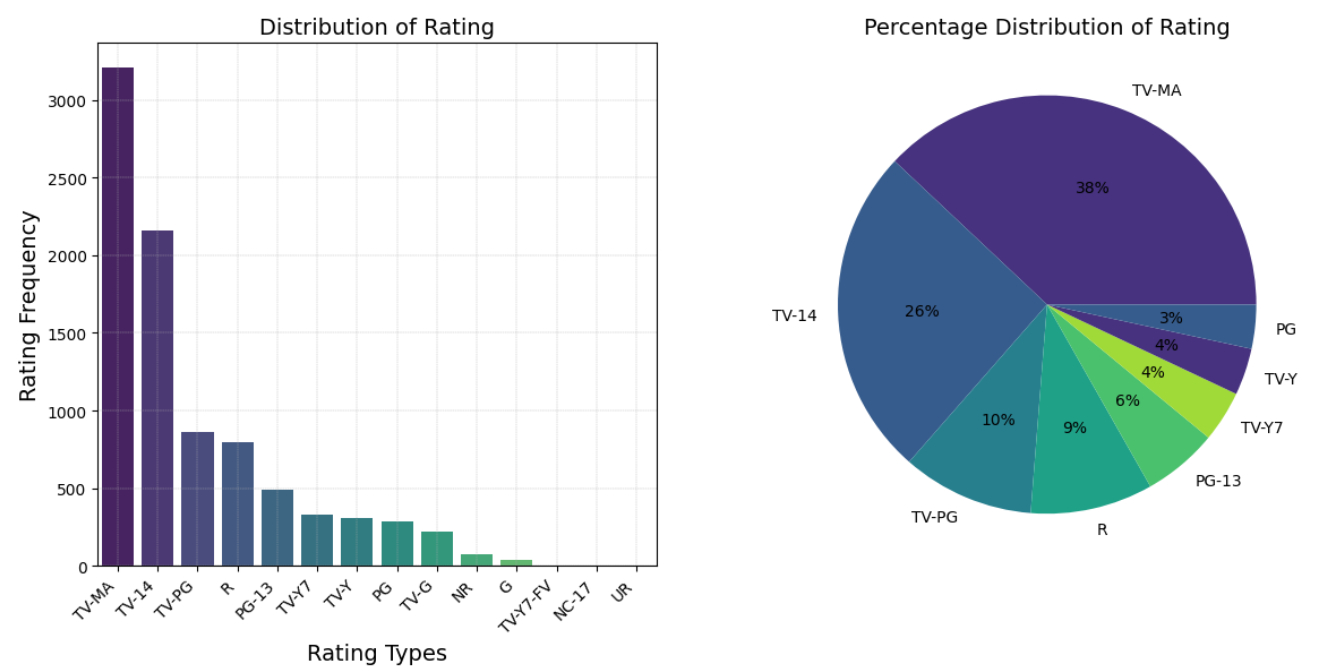 Distribution of Rating
Rating Frequency
3000
2500
2000
1500
1000
500
0
TV-MA
TV-14
TV-PG
R
PG-13
TV-Y7
TV-Y
PG
TV-G
NR
G
TV-Y7-FV
NC-17
UR
Rating Types
Percentage Distribution of Rating
TV-MA
38%
TV-14
26%
TV-PG
10%
R
9%
PG-13
6%
TV-Y7
4%
TV-Y
4%
PG
3%